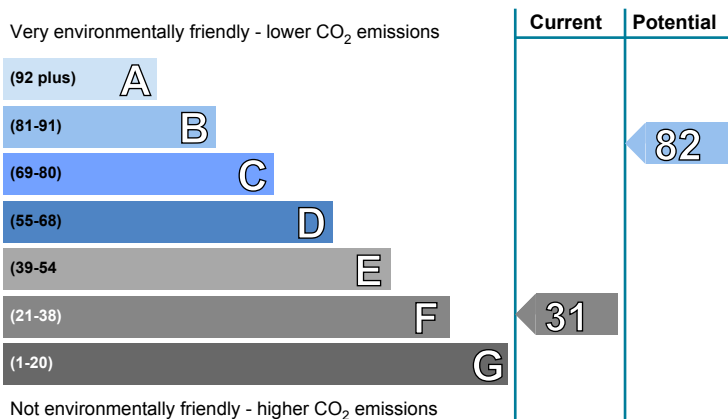 Very environmentally friendly - lower CO2 emissions
Current
Potential
(92 plus) A
(81-91) B
82
(69-80) C
(55-68) D
(39-54 E
(21-38) F
31
(1-20) G
Not environmentally friendly - higher CO2 emissions